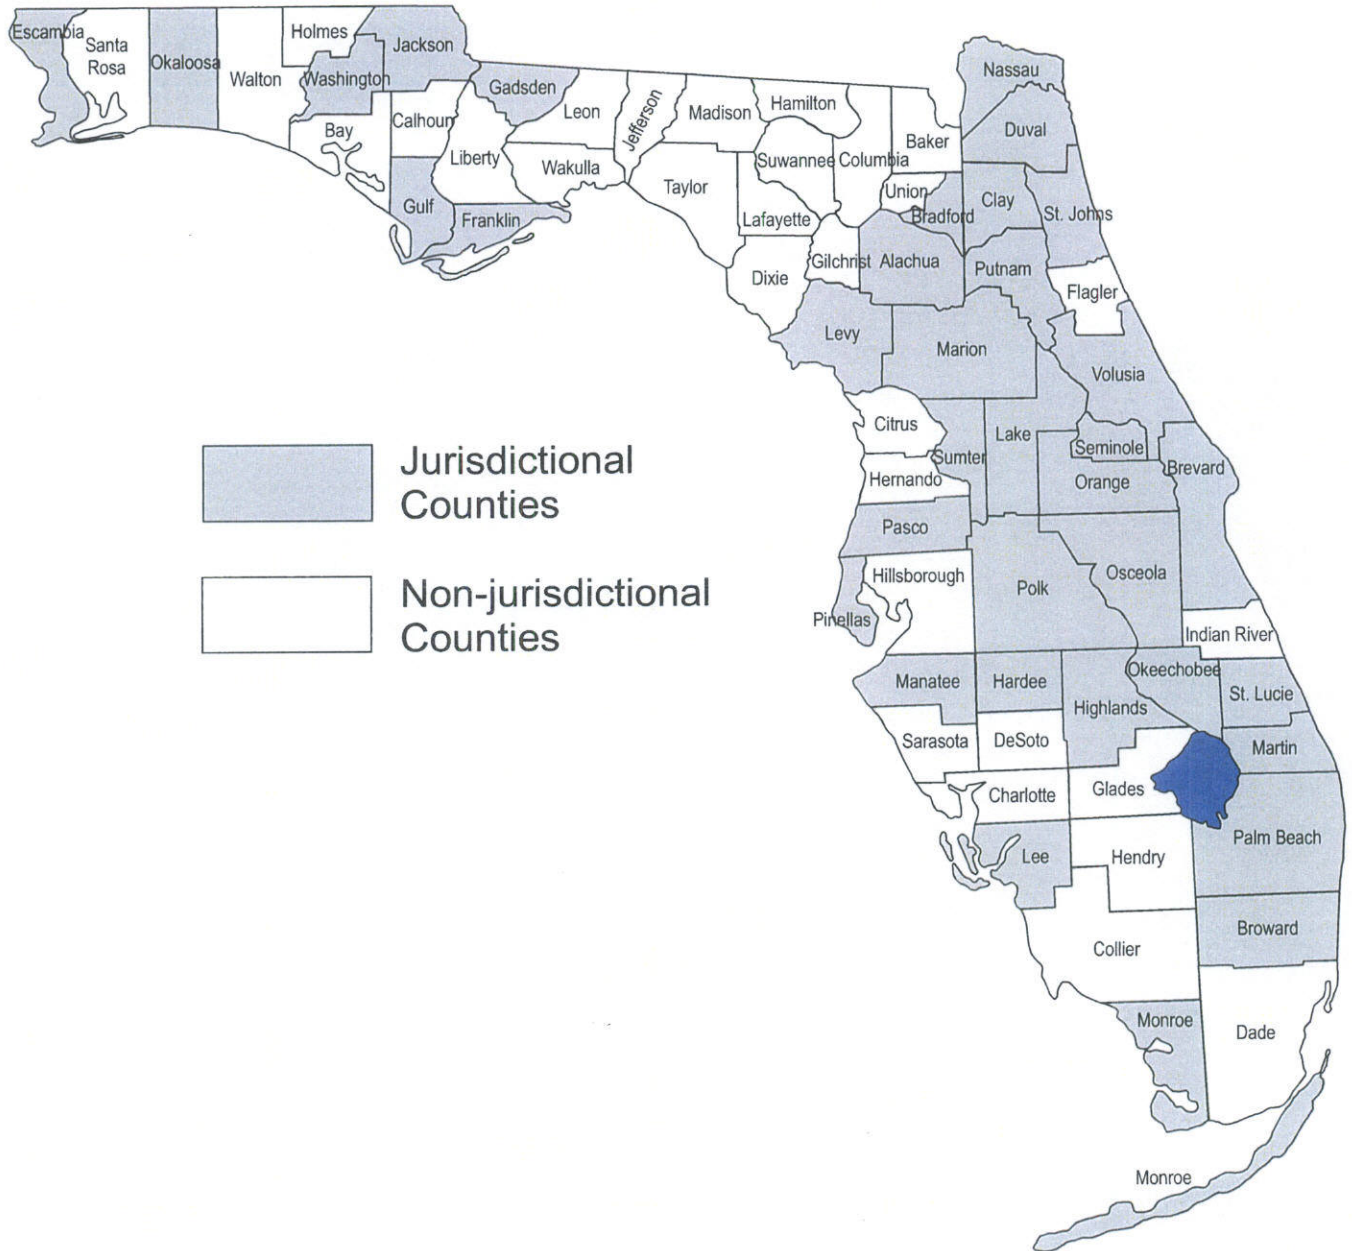 Escambia
Santa
Rosa
Okaloosa
Walton
Holmes
Washington
Jackson
Bay
Calhoun
Gulf
Liberty
Gadsden
Franklin
Leon
Wakulla
Jefferson
Madison
Taylor
Hamilton
Suwannee
Lafayette
Dixie
Columbia
Gilchrist
Baker
Union
Bradford
Alachua
Nassau
Duval
Clay
St. Johns
Putnam
Flagler
Levy
Marion
Volusia
Citrus
Sumter
Lake
Seminole
Orange
Brevard
Hernando
Pasco
Hillsborough
Pinellas
Polk
Osceola
Indian River
Manatee
Hardee
Highlands
Okeechobee
St. Lucie
Sarasota
DeSoto
Martin
Charlotte
Glades
Lee
Hendry
Palm Beach
Collier
Broward
Monroe
Dade
Monroe
Jurisdictional
Counties
Non-jurisdictional
Counties